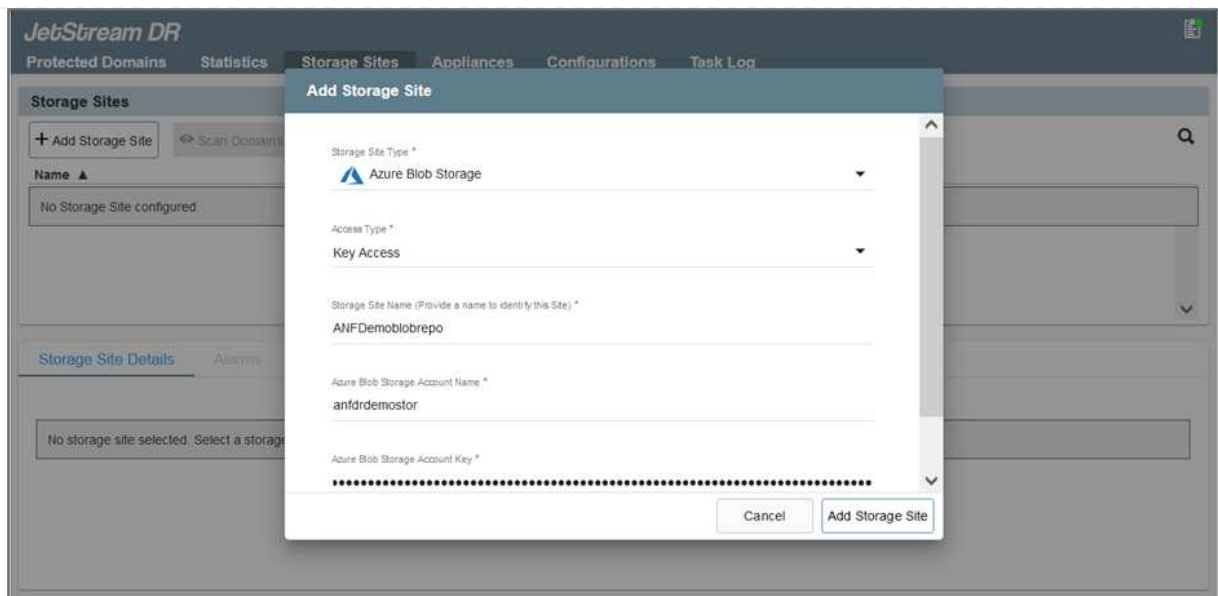 JetStream DR
Protected Domains Statistics Storage Sites Appliances Configurations Task Log
Storage Sites
Add Storage Site
+ Add Storage Site Scan Domains
Name ▲
No Storage Site configured.
Storage Site Type *
Azure Blob Storage
Access Type *
Key Access
Storage Site Name (Provide a name to identify this Site) *
ANFDemoblobrepo
Storage Site Details Alarms
Azure Blob Storage Account Name *
anfdrdemostor
No storage site selected. Select a storage
Azure Blob Storage Account Key *
Cancel Add Storage Site